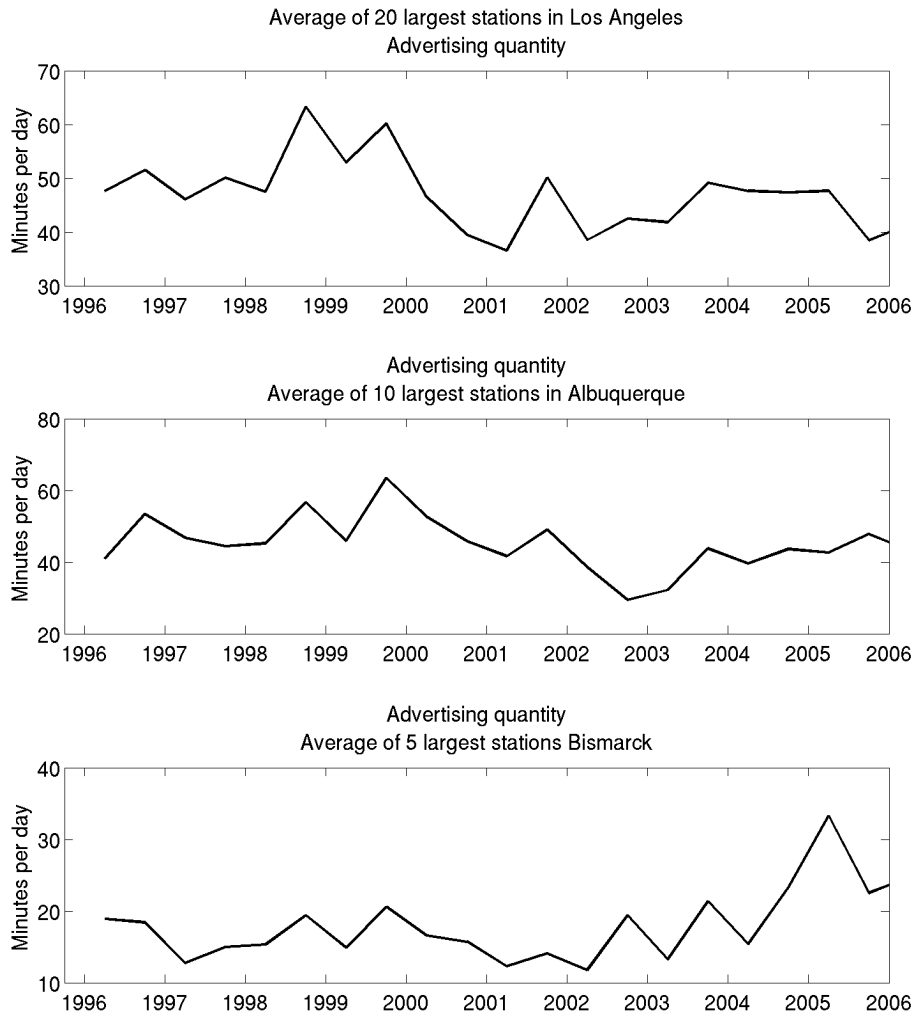 Average of 20 largest stations in Los Angeles
Advertising quantity
Minutes per day
70
60
50
40
30
1996 1997 1998 1999 2000 2001 2002 2003 2004 2005 2006
Advertising quantity
Average of 10 largest stations in Albuquerque
Minutes per day
80
60
40
20
1996 1997 1998 1999 2000 2001 2002 2003 2004 2005 2006
Advertising quantity
Average of 5 largest stations Bismarck
Minutes per day
40
30
20
10
1996 1997 1998 1999 2000 2001 2002 2003 2004 2005 2006